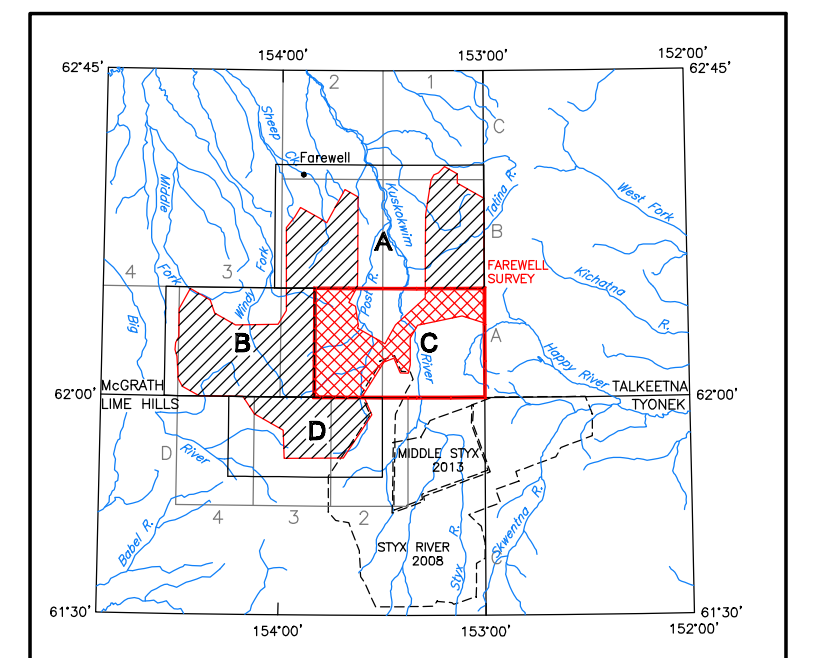 154°00' 153°00' 152°00'
62°45' 62°45'
2 1
Sheep Ck.
C
Farewell
Middle Fork
Kuskokwim River
Tatina R.
West Fork
A
B
FAREWELL SURVEY
4 3
Windy Fork
Post R.
Kichatna R.
Big River
B
C
A
Happy River
62°00' McGRATH TALKEETNA 62°00'
LIME HILLS TYONEK
D
D
MIDDLE STYX
2013
4 3 2
Babel R.
STYX RIVER
2008
Styx R.
Skwentna R.
C
61°30' 61°30'
154°00' 153°00' 152°00'